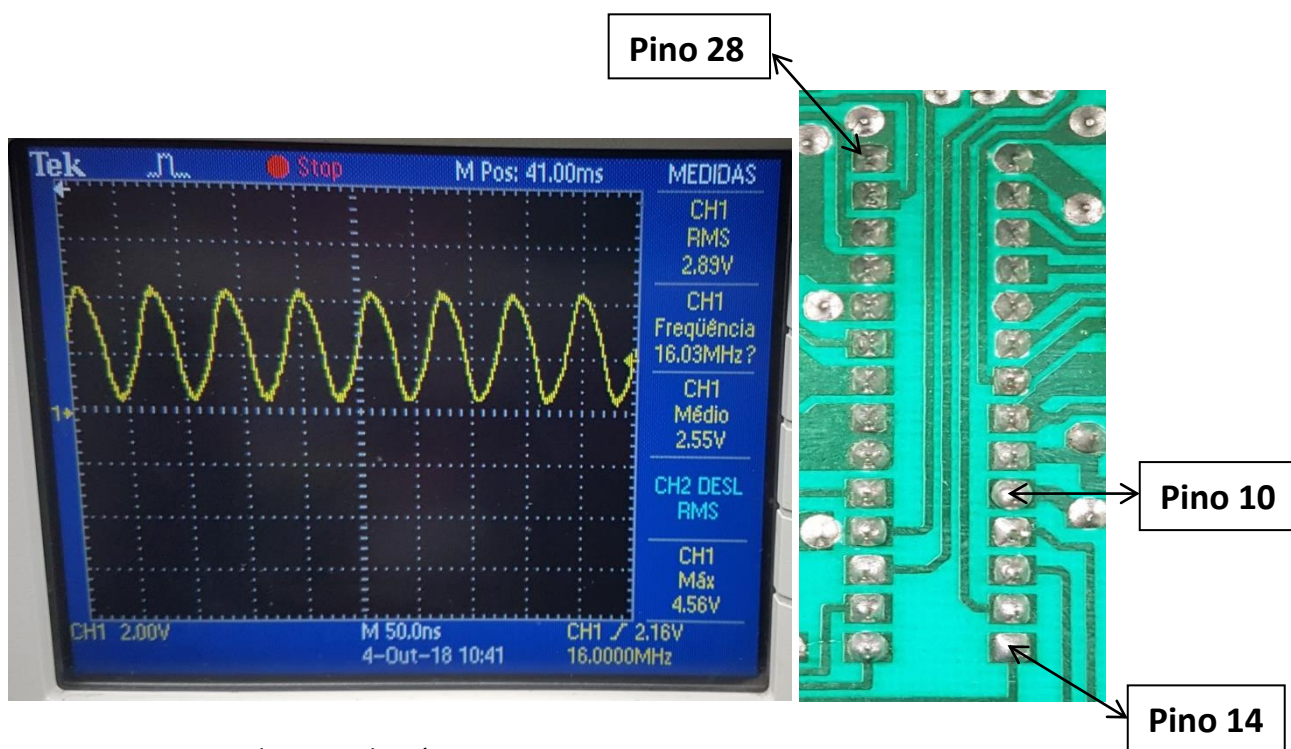 Pino 28
Tek Stop M Pos: 41.00ms MEDIDAS
CH1
RMS
2.89V
CH1
Freqüência
16.03MHz?
CH1
Médio
2.55V
CH2 DESL
RMS
CH1
Máx
4.56V
1
CH1 2.00V M 50.0ns CH1 2.16V
4-Out-18 10:41 16.0000MHz
Pino 10
Pino 14